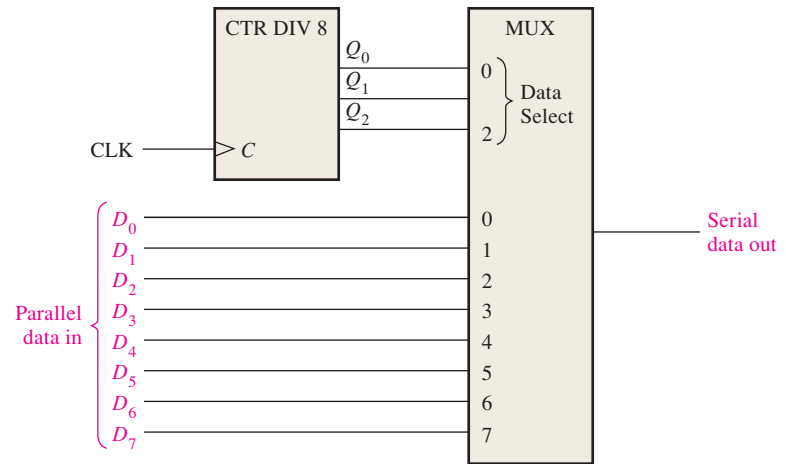 CTR DIV 8
MUX
Q0
Q1
Q2
0
2
Data
Select
CLK
C
D0
D1
D2
D3
D4
D5
D6
D7
Parallel
data in
0
1
2
3
4
5
6
7
Serial
data out